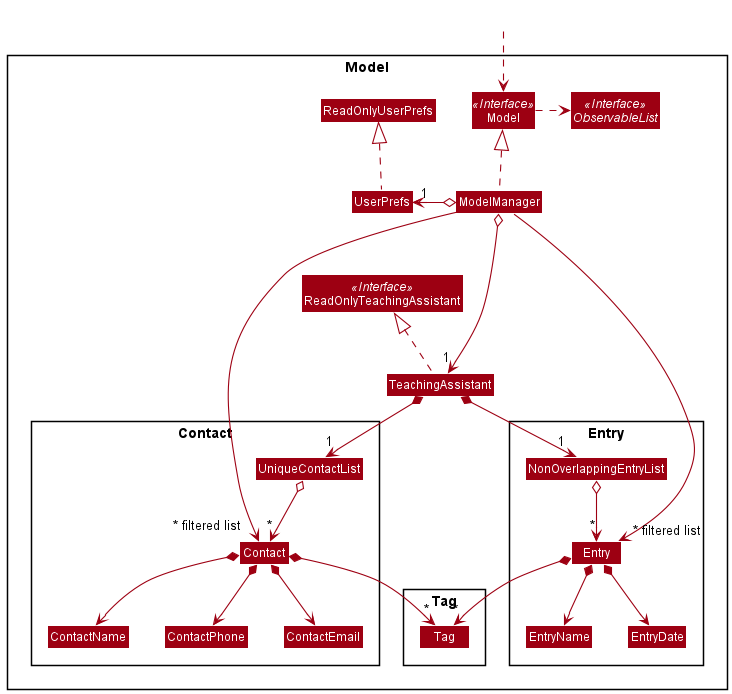 Model
«Interface»
Model
«Interface»
ObservableList
ReadOnlyUserPrefs
UserPrefs
1
ModelManager
«Interface»
ReadOnlyTeachingAssistant
1
TeachingAssistant
Contact
Entry
1
1
UniqueContactList
NonOverlappingEntryList
* filtered list
*
*
* filtered list
Contact
Entry
Tag
*
*
ContactName
ContactPhone
ContactEmail
Tag
EntryName
EntryDate